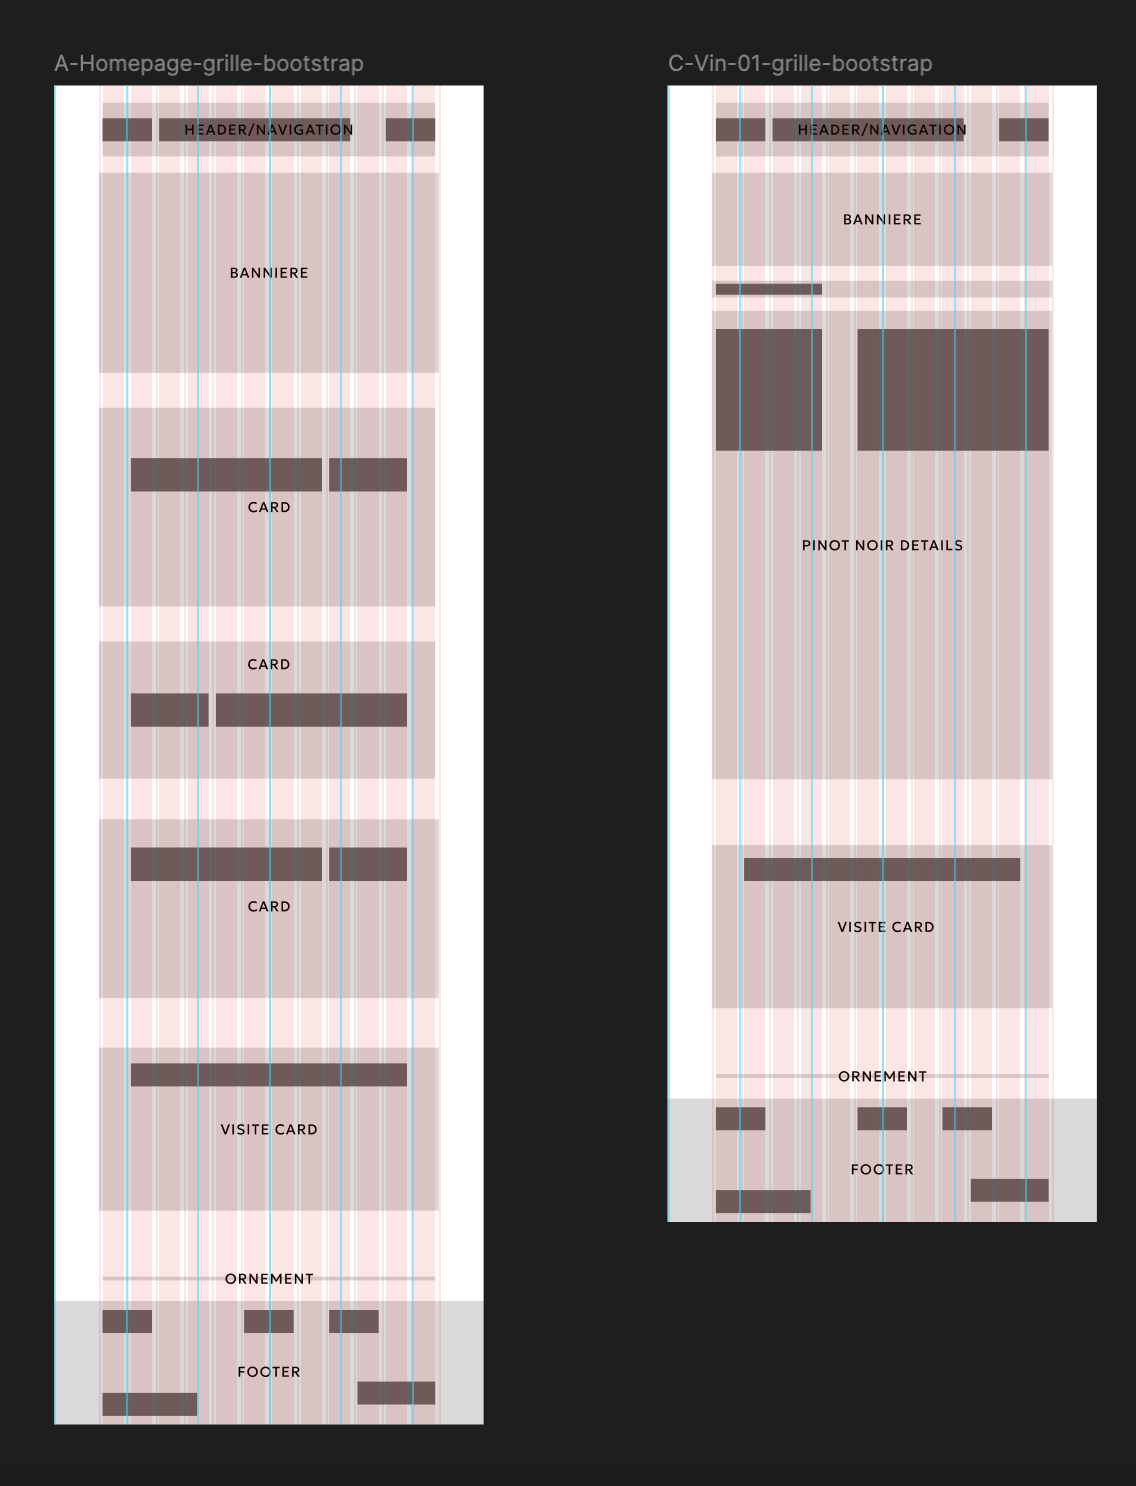 A-Homepage-grille-bootstrap
HEADER/NAVIGATION
BANNIERE
CARD
CARD
CARD
VISITE CARD
ORNEMENT
FOOTER
C-Vin-01-grille-bootstrap
HEADER/NAVIGATION
BANNIERE
PINOT NOIR DETAILS
VISITE CARD
ORNEMENT
FOOTER